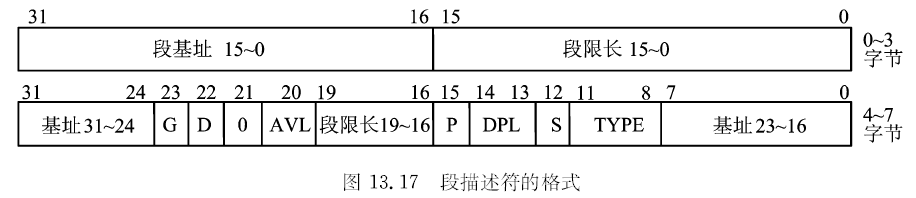 31 16 15 0
段基址 15~0 段限长 15~0 0~3
字节
31 24 23 22 21 20 19 16 15 14 13 12 11 8 7 0
基址31~24 G D 0 AVL 段限长19~16 P DPL S TYPE 基址23~16 4~7
字节
图 13.17 段描述符的格式